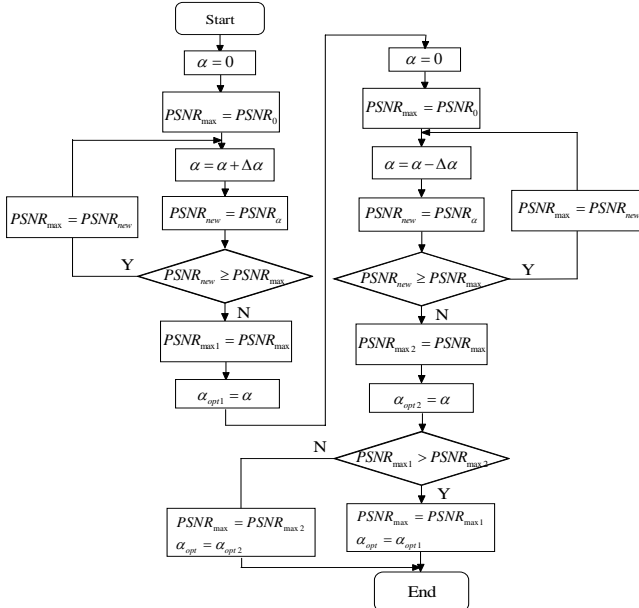 Start
α = 0
PSNR_max = PSNR_0
α = α + Δα
PSNR_new = PSNR_α
PSNR_max = PSNR_new
PSNR_new ≥ PSNR_max
Y
N
PSNR_max1 = PSNR_max
α_opt1 = α
α = 0
PSNR_max = PSNR_0
α = α − Δα
PSNR_new = PSNR_α
PSNR_max = PSNR_new
PSNR_new ≥ PSNR_max
Y
N
PSNR_max2 = PSNR_max
α_opt2 = α
PSNR_max1 > PSNR_max2
N
Y
PSNR_max = PSNR_max2
α_opt = α_opt2
PSNR_max = PSNR_max1
α_opt = α_opt1
End